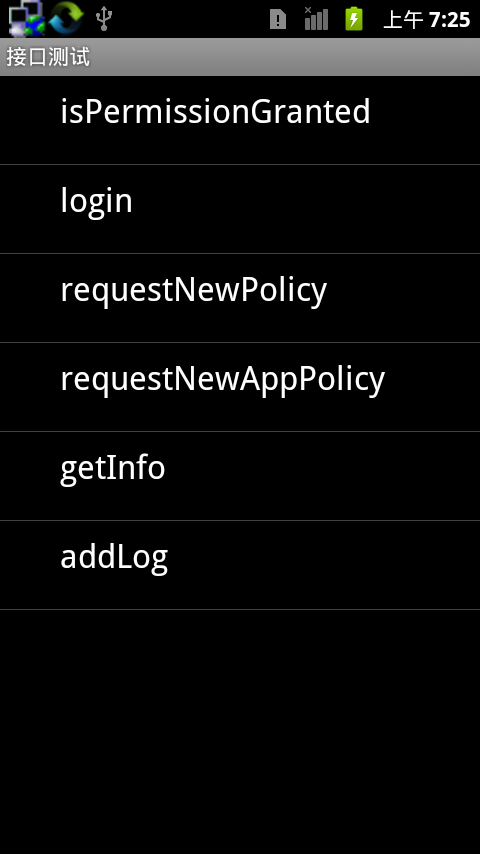 上午 7:25
接口测试
isPermissionGranted
login
requestNewPolicy
requestNewAppPolicy
getInfo
addLog